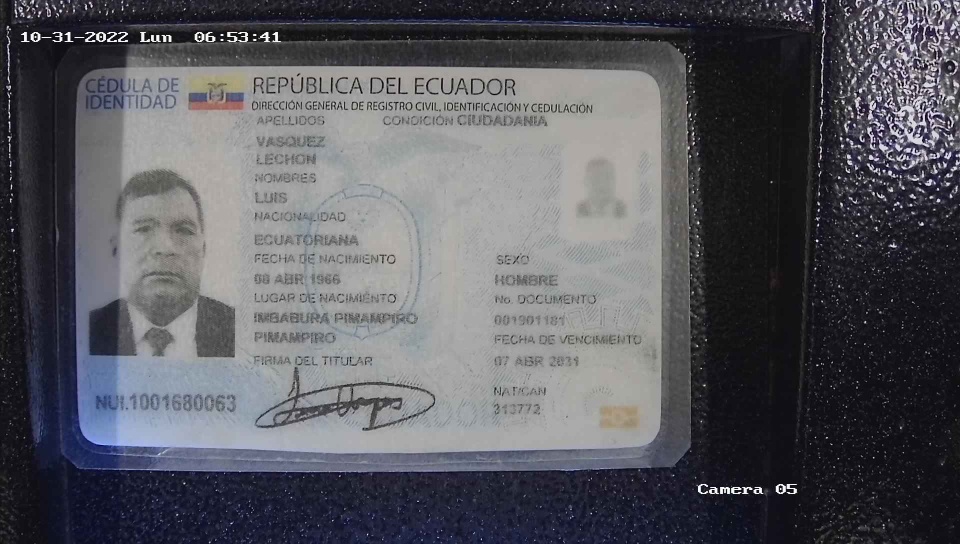 10-31-2022 Lun 06:53:41
CÉDULA DE
IDENTIDAD
REPÚBLICA DEL ECUADOR
DIRECCIÓN GENERAL DE REGISTRO CIVIL, IDENTIFICACIÓN Y CEDULACIÓN
APELLIDOS
CONDICIÓN CIUDADANIA
VASQUEZ
LECHON
NOMBRES
LUIS
NACIONALIDAD
ECUATORIANA
FECHA DE NACIMIENTO
ABR 1966
LUGAR DE NACIMIENTO
IMBABURA PIMAMPIRO
PIMAMPIRO
FIRMA DEL TITULAR
NUI.1001680063
SEXO
HOMBRE
No. DOCUMENTO
001901181
FECHA DE VENCIMIENTO
07 ABR 2031
NAT/CAN
313772
Camera 05